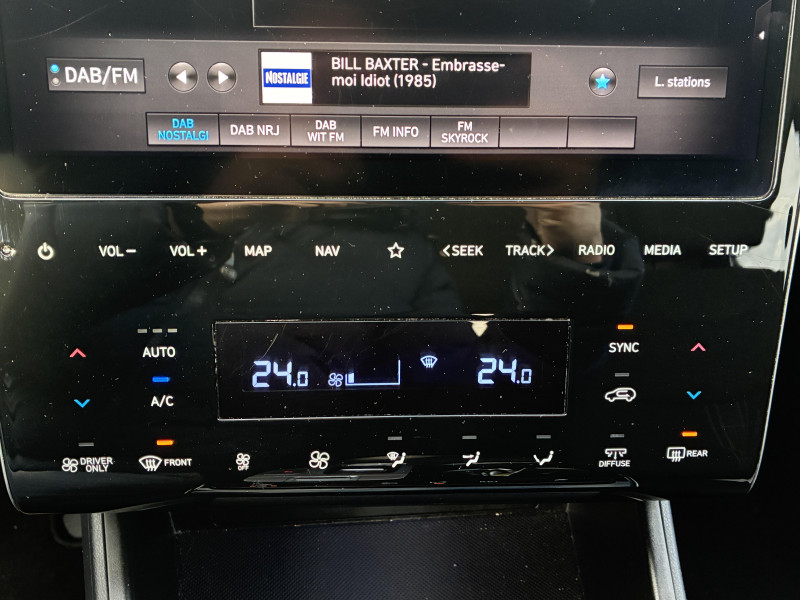 DAB/FM
NOSTALGIE
BILL BAXTER - Embrasse-
moi Idiot (1985)
L. stations
DAB
NOSTALGI
DAB NRJ
DAB
WIT FM
FM INFO
FM
SKYROCK
VOL− VOL+ MAP NAV <SEEK TRACK> RADIO MEDIA SETUP
AUTO
A/C
24.0
24.0
SYNC
DRIVER
ONLY
FRONT
OFF
DIFFUSE
REAR